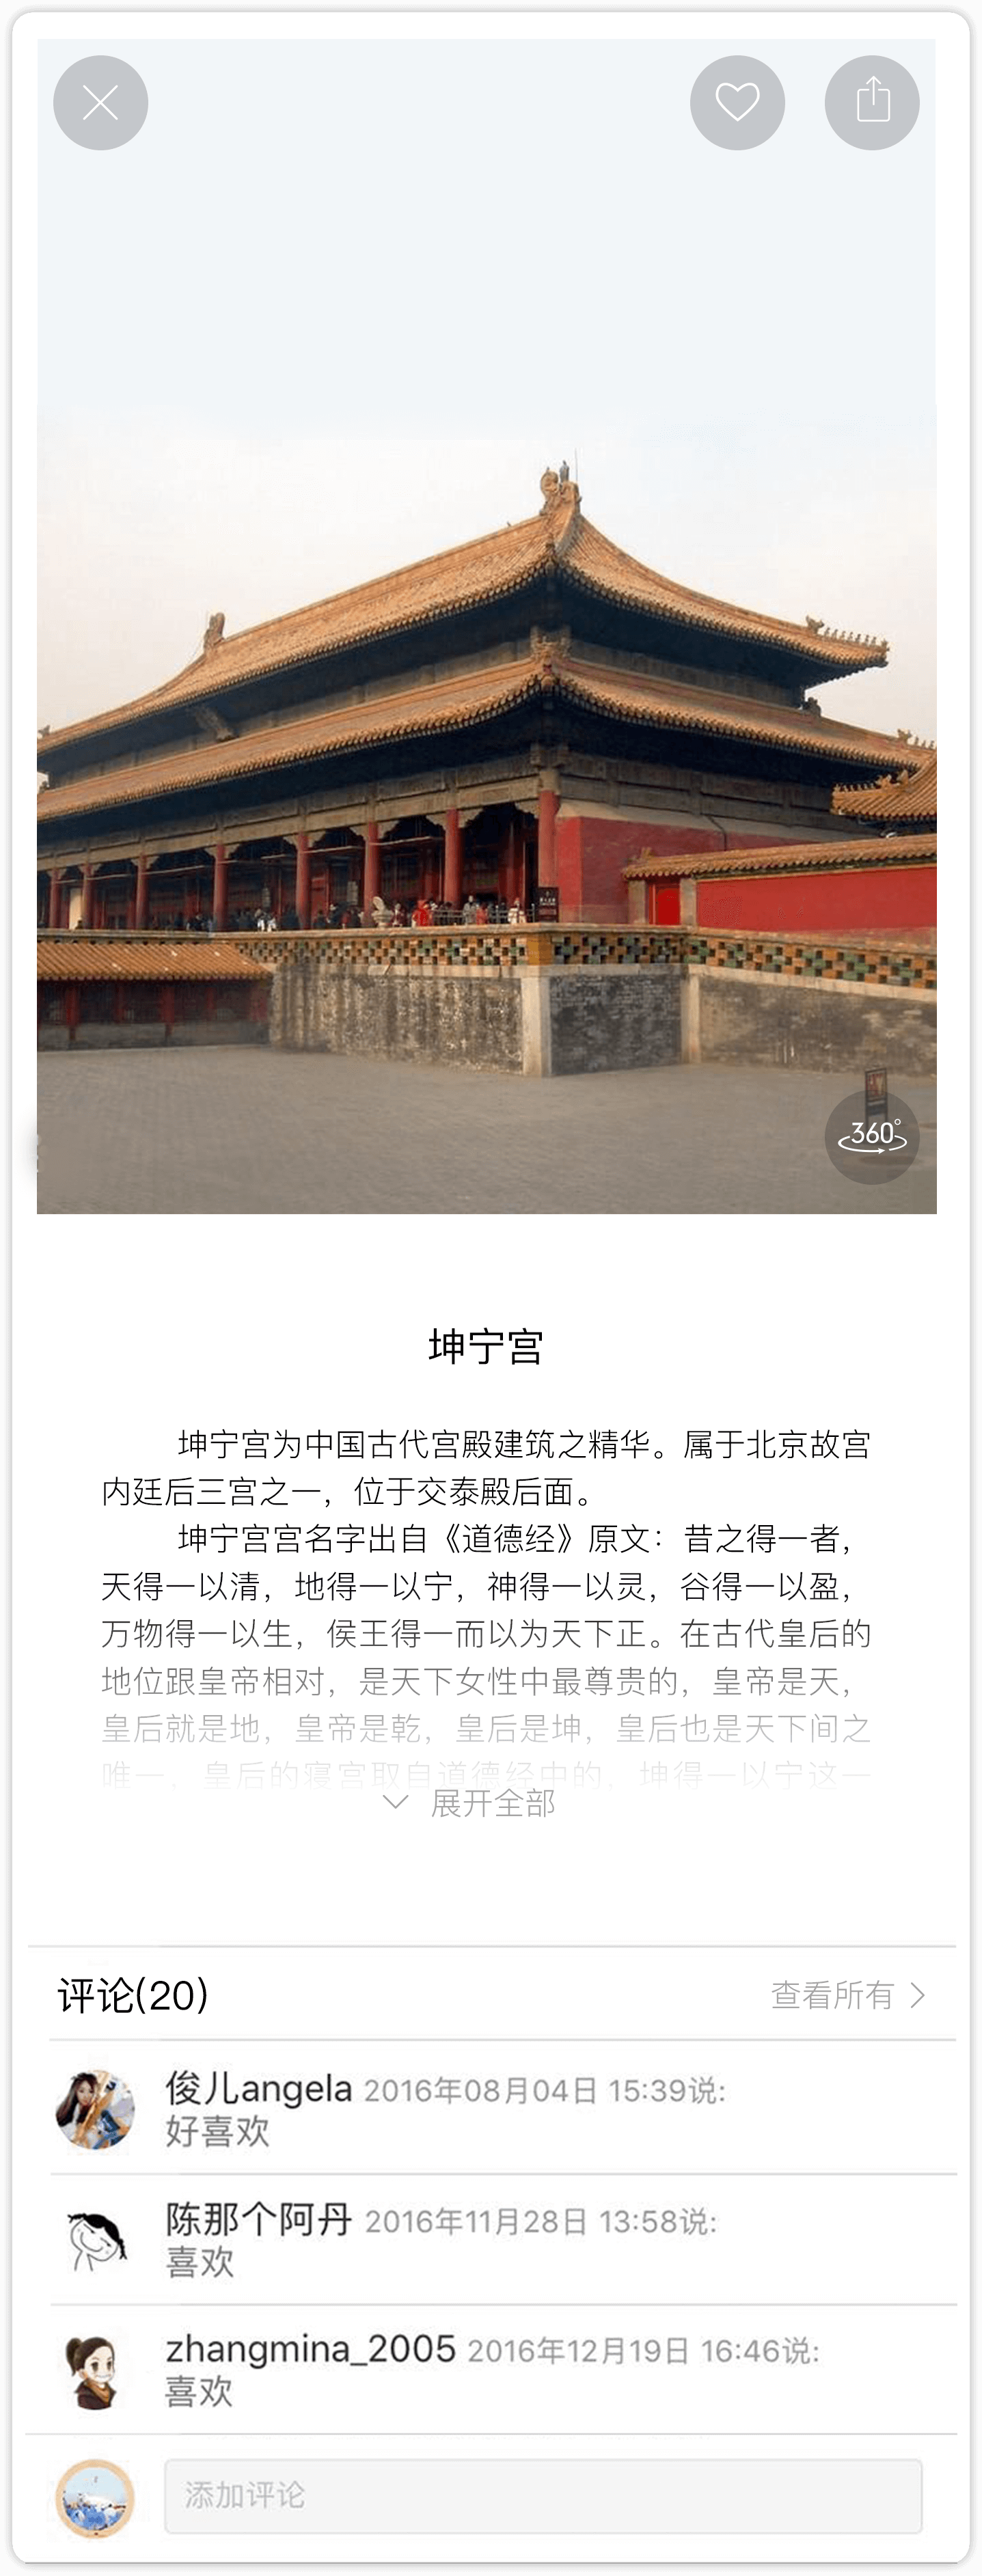 360°
坤宁宫
坤宁宫为中国古代宫殿建筑之精华。属于北京故宫
内廷后三宫之一，位于交泰殿后面。
坤宁宫宫名字出自《道德经》原文：昔之得一者，
天得一以清，地得一以宁，神得一以灵，谷得一以盈，
万物得一以生，侯王得一而以为天下正。在古代皇后的
地位跟皇帝相对，是天下女性中最尊贵的，皇帝是天，
皇后就是地，皇帝是乾，皇后是坤，皇后也是天下间之
唯一，皇后的寝宫取自道德经中的，坤得一以宁这一
展开全部
评论(20)
查看所有
俊儿angela 2016年08月04日 15:39说:
好喜欢
陈那个阿丹 2016年11月28日 13:58说:
喜欢
zhangmina_2005 2016年12月19日 16:46说:
喜欢
添加评论